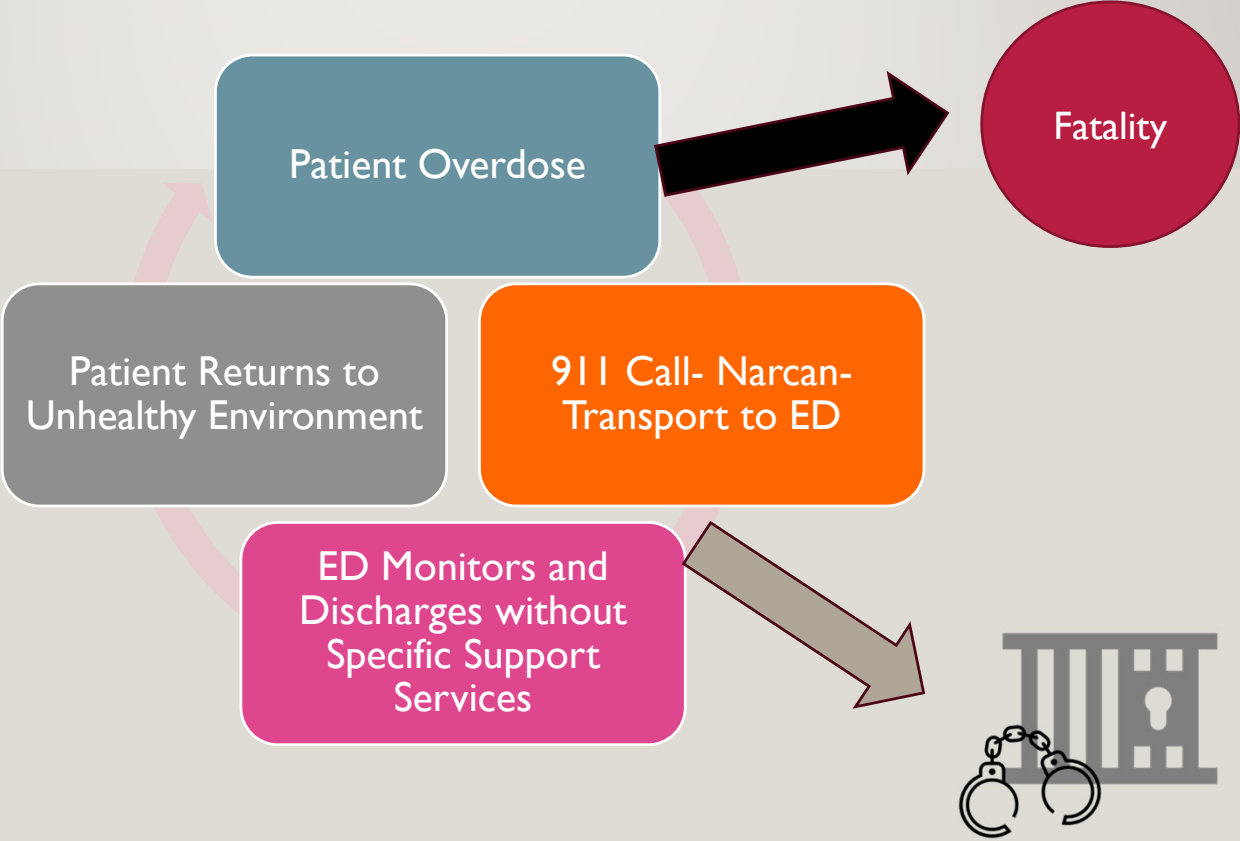 Patient Overdose
Fatality
Patient Returns to
Unhealthy Environment
911 Call- Narcan-
Transport to ED
ED Monitors and
Discharges without
Specific Support
Services